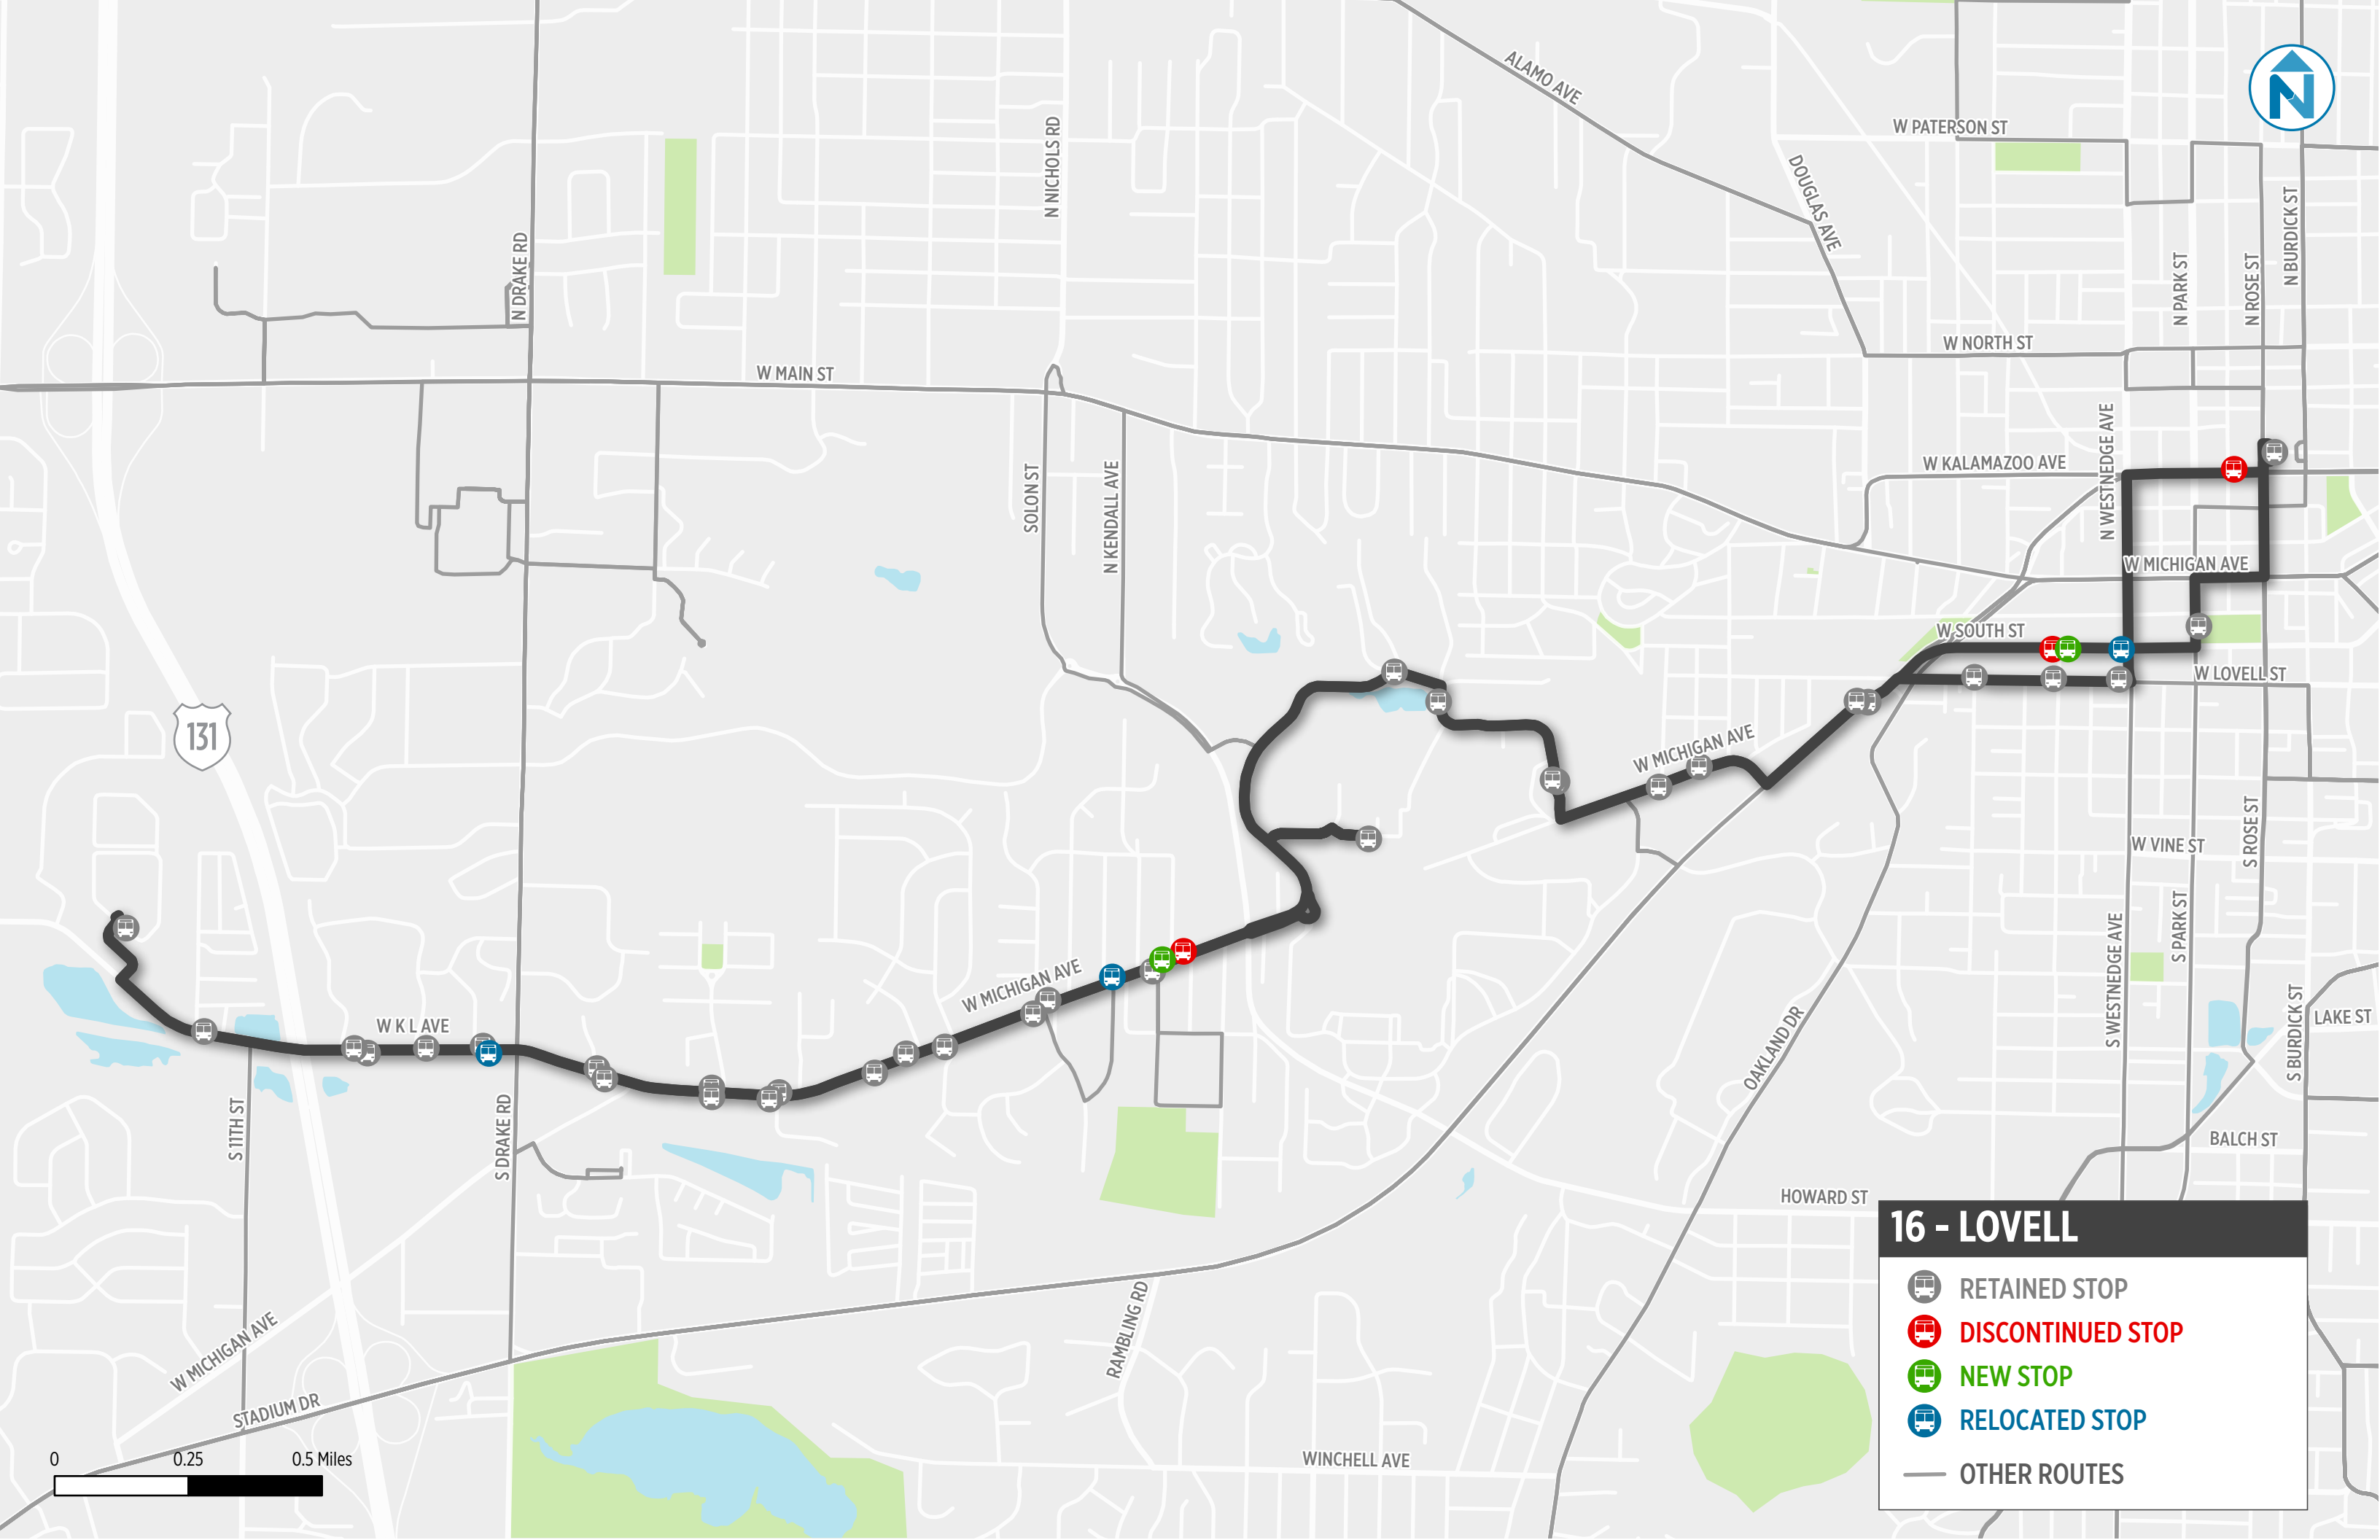 N
ALAMO AVE
W PATERSON ST
DOUGLAS AVE
N NICHOLS RD
N DRAKE RD
N PARK ST
N ROSE ST
N BURDICK ST
W NORTH ST
W MAIN ST
N WESTNEDGE AVE
W KALAMAZOO AVE
SOLON ST
N KENDALL AVE
W MICHIGAN AVE
W SOUTH ST
W LOVELL ST
131
W MICHIGAN AVE
W VINE ST
S ROSE ST
S PARK ST
S WESTNEDGE AVE
W MICHIGAN AVE
W K L AVE
S 11TH ST
S DRAKE RD
OAKLAND DR
S BURDICK ST
LAKE ST
BALCH ST
HOWARD ST
RAMBLING RD
W MICHIGAN AVE
STADIUM DR
WINCHELL AVE
0 0.25 0.5 Miles
16 - LOVELL
RETAINED STOP
DISCONTINUED STOP
NEW STOP
RELOCATED STOP
OTHER ROUTES